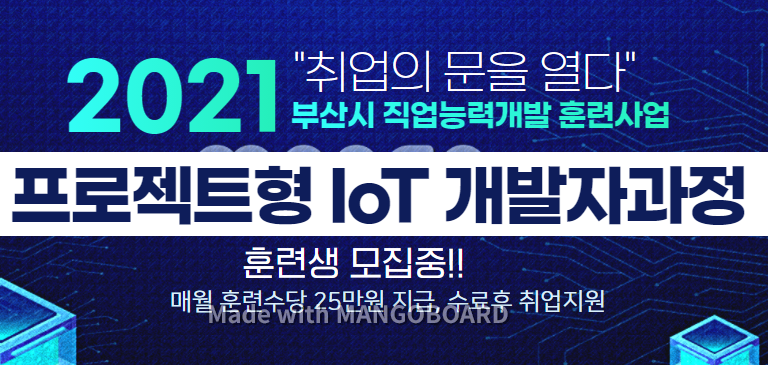 2021
"취업의 문을 열다"
부산시 직업능력개발 훈련사업
프로젝트형 IoT 개발자과정
훈련생 모집중!!
매월 훈련수당 25만원 지급, 수료후 취업지원
Made with MANGOBOARD